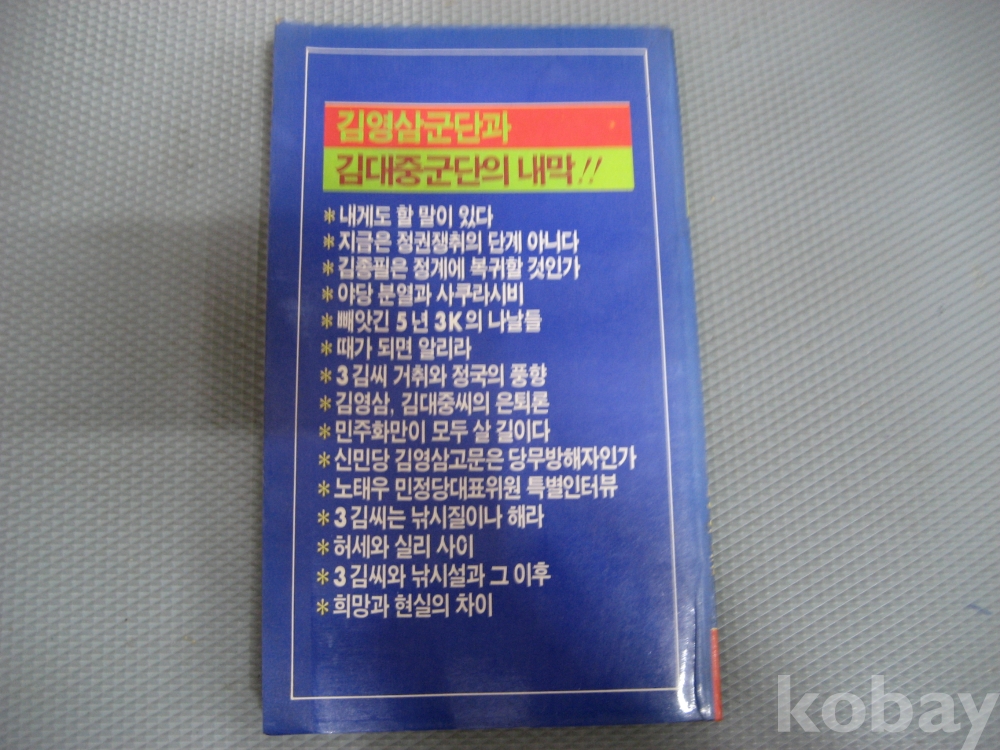 김영삼군단과
김대중군단의 내막!!
* 내게도 할 말이 있다
* 지금은 정권쟁취의 단계 아니다
* 김종필은 정계에 복귀할 것인가
* 야당 분열과 사쿠라시비
* 빼앗긴 5년 3K의 나날들
* 때가 되면 알리라
* 3김씨 거취와 정국의 풍향
* 김영삼, 김대중씨의 은퇴론
* 민주화만이 모두 살 길이다
* 신민당 김영삼고문은 당무방해자인가
* 노태우 민정당대표위원 특별인터뷰
* 3김씨는 낚시질이나 해라
* 허세와 실리 사이
* 3김씨와 낚시설과 그 이후
* 희망과 현실의 차이
kobay